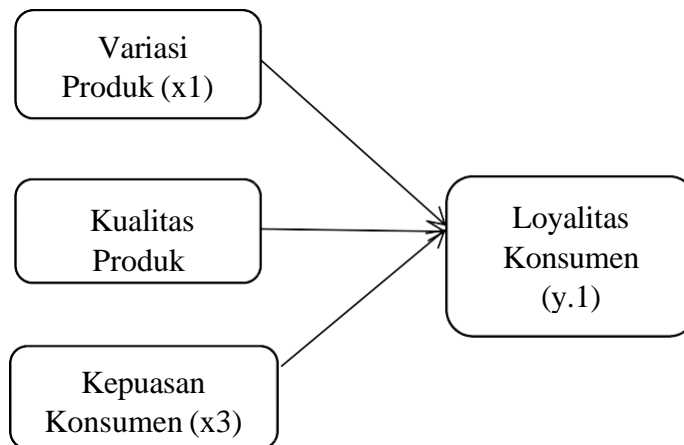 Variasi
Produk (x1)
Kualitas
Produk
Loyalitas
Konsumen
(y.1)
Kepuasan
Konsumen (x3)